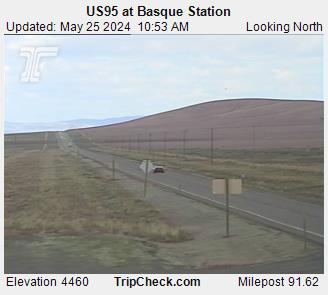 US95 at Basque Station
Updated: May 25 2024 10:53 AM Looking North
Elevation 4460 TripCheck.com Milepost 91.62